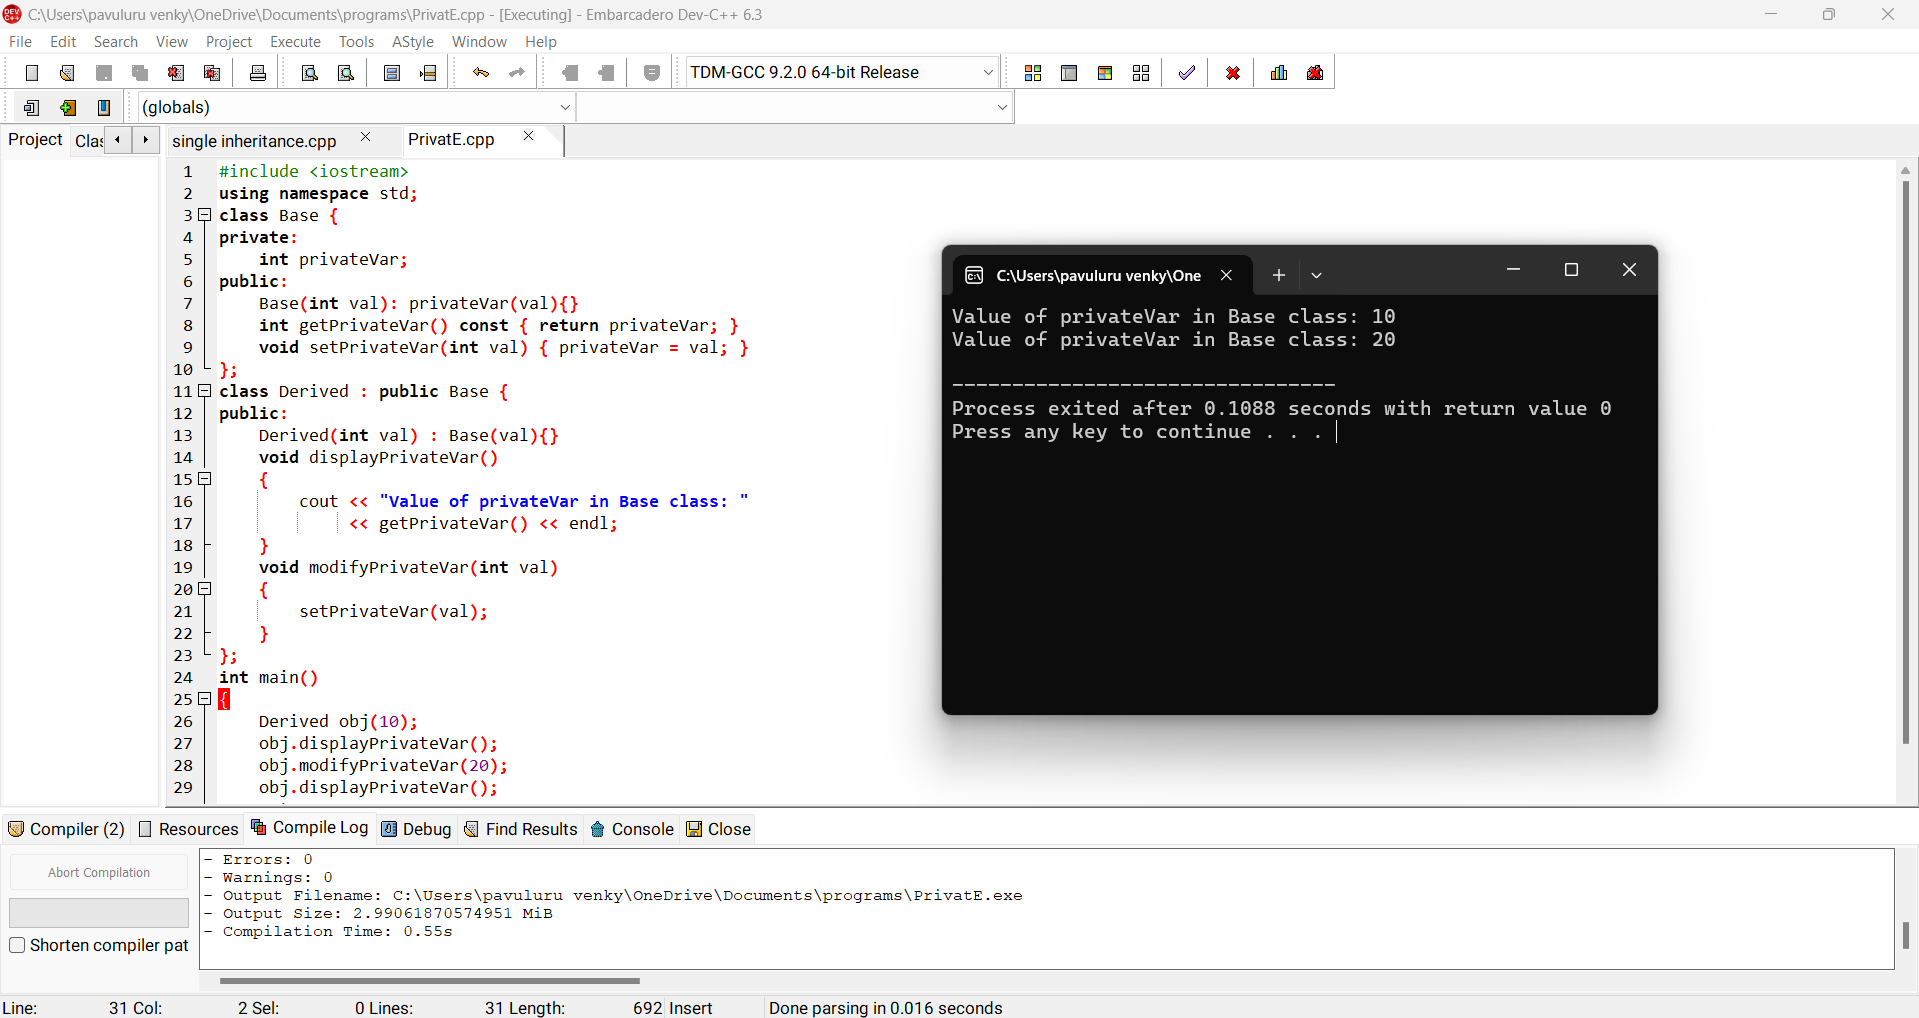 C:\Users\pavuluru venky\OneDrive\Documents\programs\PrivatE.cpp - [Executing] - Embarcadero Dev-C++ 6.3
File Edit Search View Project Execute Tools AStyle Window Help
TDM-GCC 9.2.0 64-bit Release
(globals)
Project Clas single inheritance.cpp PrivatE.cpp
1 #include <iostream>
2 using namespace std;
3 class Base {
4 private:
5 int privateVar;
6 public:
7 Base(int val): privateVar(val){}
8 int getPrivateVar() const { return privateVar; }
9 void setPrivateVar(int val) { privateVar = val; }
10 };
11 class Derived : public Base {
12 public:
13 Derived(int val) : Base(val){}
14 void displayPrivateVar()
15 {
16 cout << "Value of privateVar in Base class: "
17 << getPrivateVar() << endl;
18 }
19 void modifyPrivateVar(int val)
20 {
21 setPrivateVar(val);
22 }
23 };
24 int main()
25 {
26 Derived obj(10);
27 obj.displayPrivateVar();
28 obj.modifyPrivateVar(20);
29 obj.displayPrivateVar();
C:\Users\pavuluru venky\One
Value of privateVar in Base class: 10
Value of privateVar in Base class: 20
--------------------------------
Process exited after 0.1088 seconds with return value 0
Press any key to continue . . .
Compiler (2) Resources Compile Log Debug Find Results Console Close
Abort Compilation
Shorten compiler pat
- Errors: 0
- Warnings: 0
- Output Filename: C:\Users\pavuluru venky\OneDrive\Documents\programs\PrivatE.exe
- Output Size: 2.99061870574951 MiB
- Compilation Time: 0.55s
Line: 31 Col: 2 Sel: 0 Lines: 31 Length: 692 Insert Done parsing in 0.016 seconds